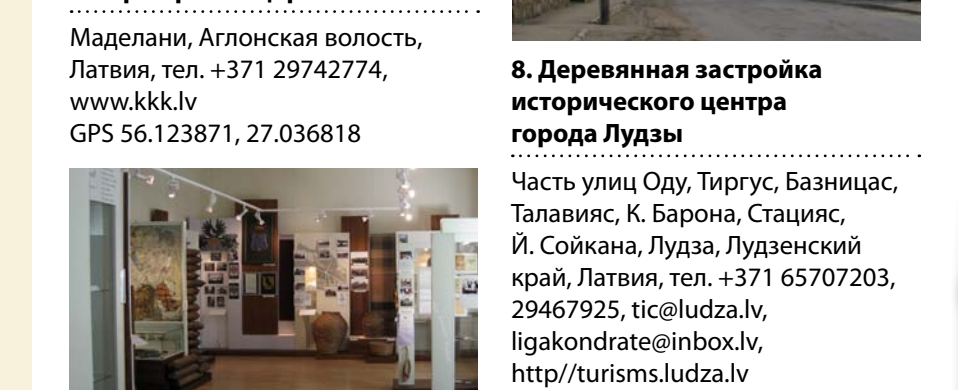 Маделани, Аглонская волость,
Латвия, тел. +371 29742774,
www.kkk.lv
GPS 56.123871, 27.036818
8. Деревянная застройка
исторического центра
города Лудзы
Часть улиц Оду, Тиргус, Базницас,
Талавияс, К. Барона, Стацияс,
Й. Сойкана, Лудза, Лудзенский
край, Латвия, тел. +371 65707203,
29467925, tic@ludza.lv,
ligakondrate@inbox.lv,
http//turisms.ludza.lv